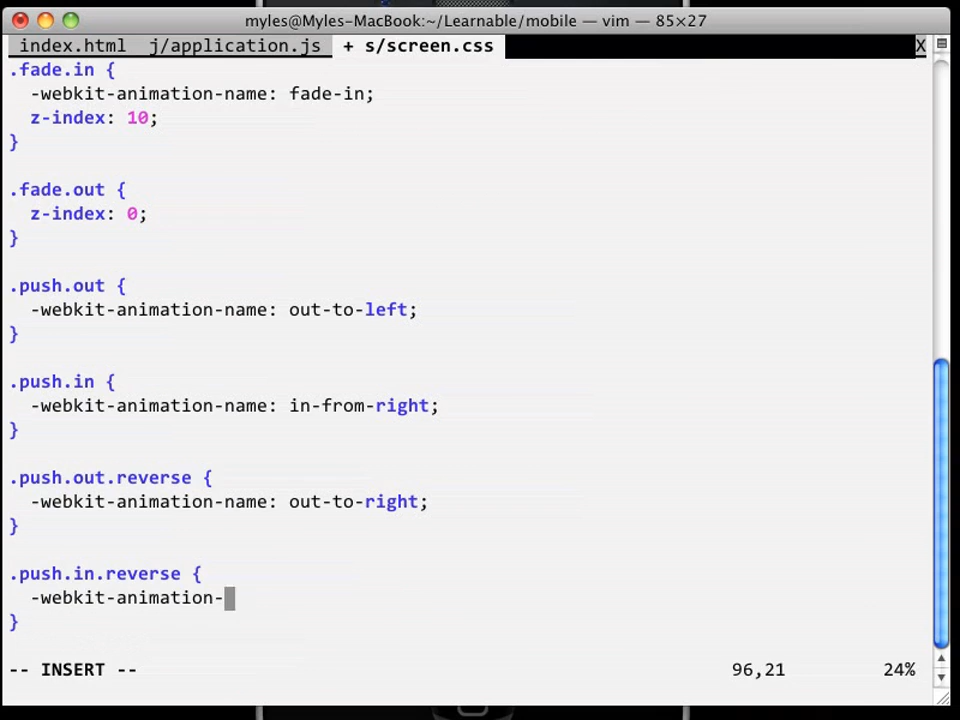 myles@Myles-MacBook:~/Learnable/mobile — vim — 85×27
index.html j/application.js + s/screen.css X
.fade.in {
-webkit-animation-name: fade-in;
z-index: 10;
}
.fade.out {
z-index: 0;
}
.push.out {
-webkit-animation-name: out-to-left;
}
.push.in {
-webkit-animation-name: in-from-right;
}
.push.out.reverse {
-webkit-animation-name: out-to-right;
}
.push.in.reverse {
-webkit-animation-
}
-- INSERT -- 96,21 24%